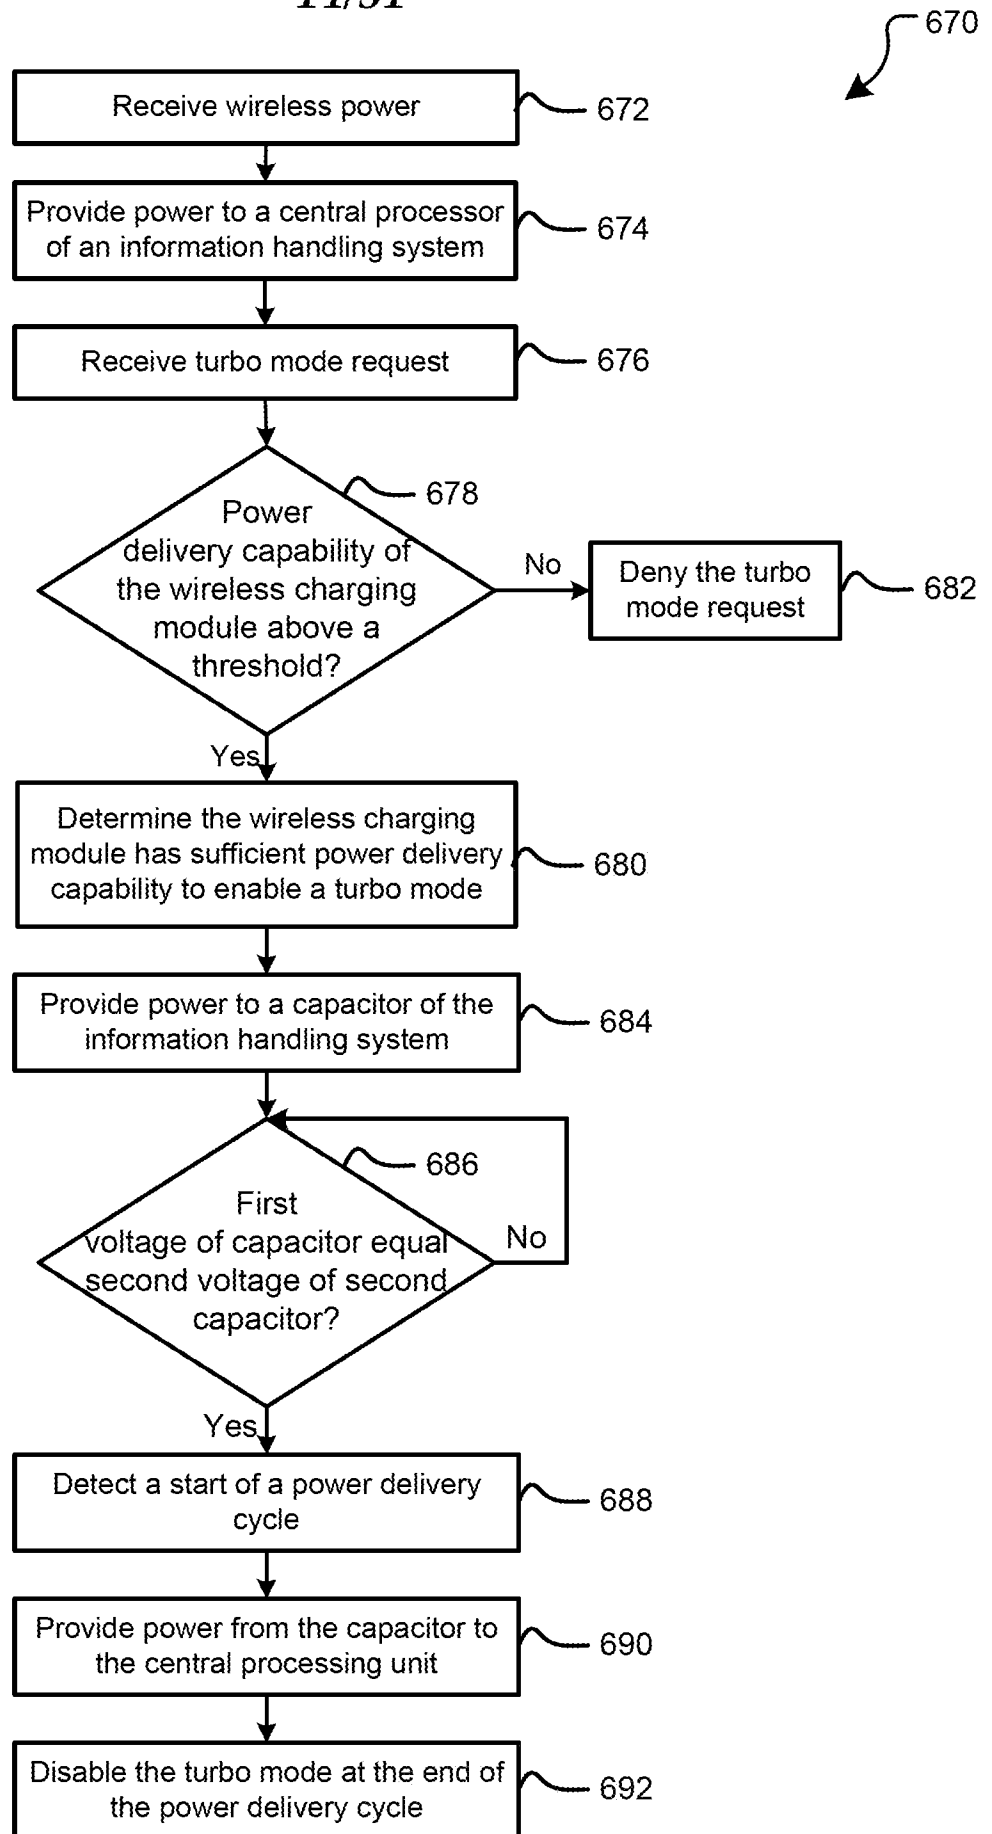 670
Receive wireless power
672
Provide power to a central processor
of an information handling system
674
Receive turbo mode request
676
678
Power
delivery capability of
the wireless charging
module above a
threshold?
No
Deny the turbo
mode request
682
Yes
Determine the wireless charging
module has sufficient power delivery
capability to enable a turbo mode
680
Provide power to a capacitor of the
information handling system
684
686
First
voltage of capacitor equal
second voltage of second
capacitor?
No
Yes
Detect a start of a power delivery
cycle
688
Provide power from the capacitor to
the central processing unit
690
Disable the turbo mode at the end of
the power delivery cycle
692